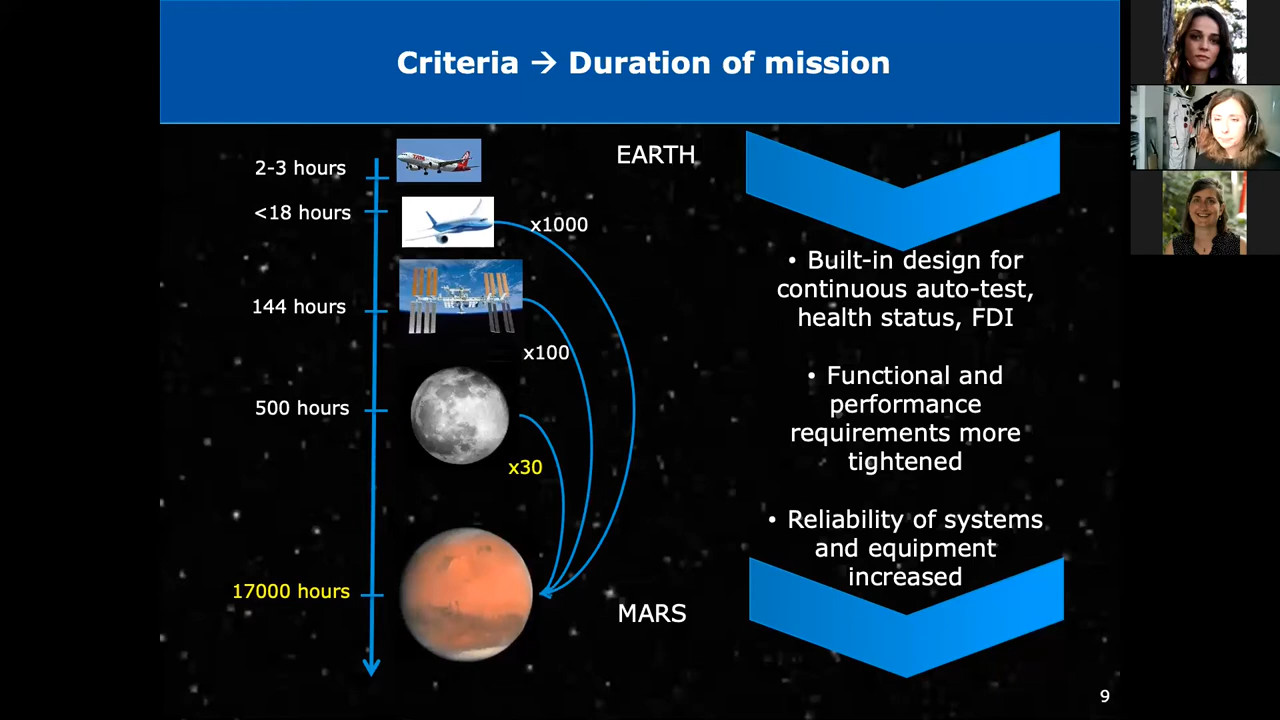 Criteria → Duration of mission
2-3 hours
EARTH
<18 hours
x1000
144 hours
x100
500 hours
x30
17000 hours
MARS
• Built-in design for
continuous auto-test,
health status, FDI
• Functional and
performance
requirements more
tightened
• Reliability of systems
and equipment
increased
9